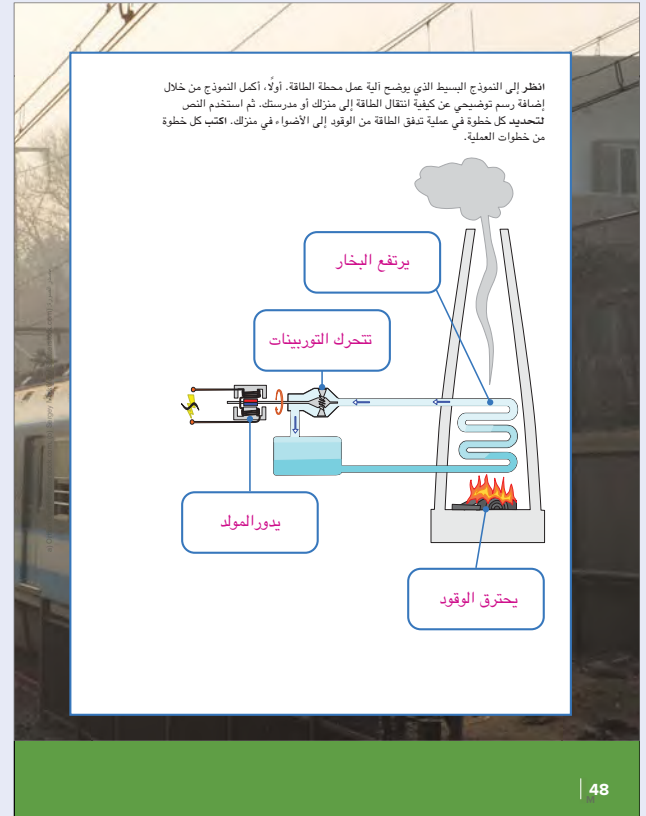 انظر إلى النموذج البسيط الذي يوضح آلية عمل محطة الطاقة. أولًا، أكمل النموذج من خلال
إضافة رسم توضيحي عن كيفية انتقال الطاقة إلى منزلك أو مدرستك. ثم استخدم النص
لتحديد كل خطوة في عملية تدفق الطاقة من الوقود إلى الأضواء في منزلك. اكتب كل خطوة
من خطوات العملية.
يرتفع البخار
تتحرك التوربينات
يدورالمولد
يحترق الوقود
48